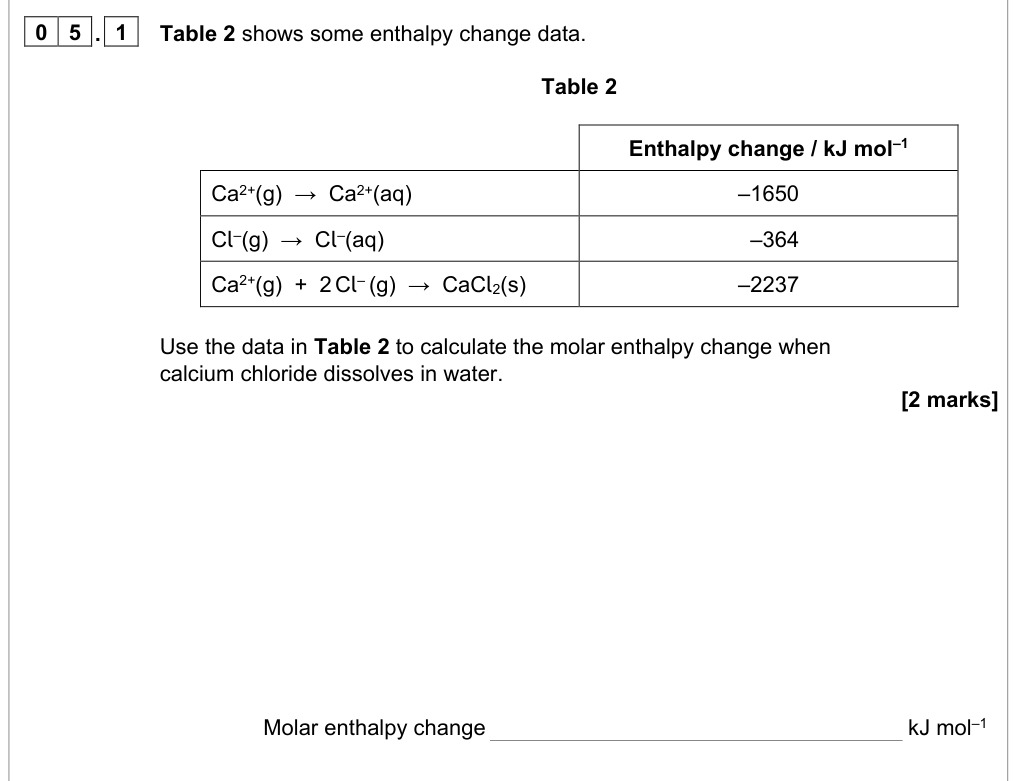 0 5 . 1 Table 2 shows some enthalpy change data.
Table 2
Enthalpy change / kJ mol⁻¹
Ca²⁺(g) → Ca²⁺(aq) –1650
Cl⁻(g) → Cl⁻(aq) –364
Ca²⁺(g) + 2 Cl⁻ (g) → CaCl₂(s) –2237
Use the data in Table 2 to calculate the molar enthalpy change when
calcium chloride dissolves in water.
[2 marks]
Molar enthalpy change ____________ kJ mol⁻¹